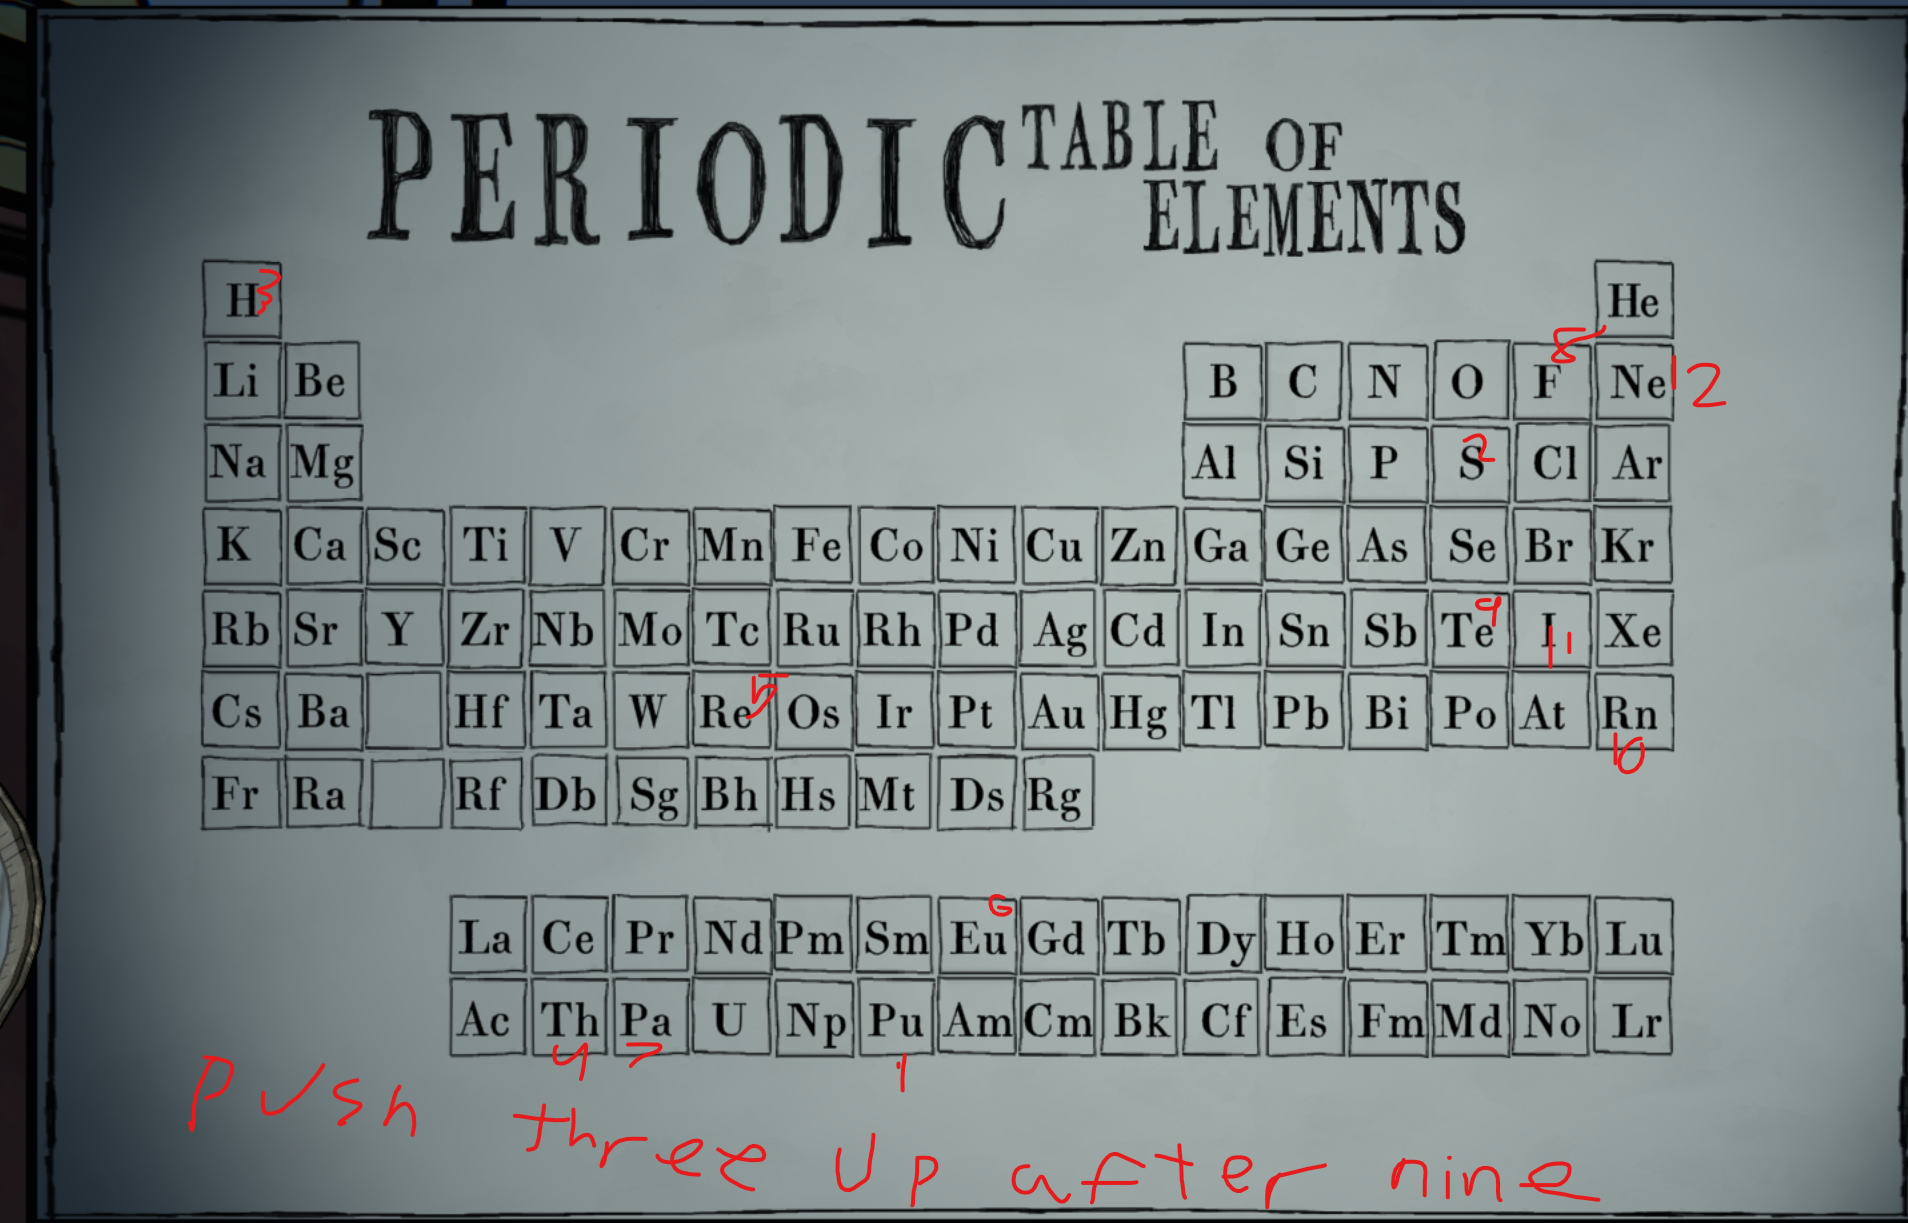 PERIODIC TABLE OF
ELEMENTS
H 3 He
Li Be B C N O F 8 Ne 12
Na Mg Al Si P S 2 Cl Ar
K Ca Sc Ti V Cr Mn Fe Co Ni Cu Zn Ga Ge As Se Br Kr
Rb Sr Y Zr Nb Mo Tc Ru Rh Pd Ag Cd In Sn Sb Te 9 I 11 Xe
Cs Ba Hf Ta W Re 5 Os Ir Pt Au Hg Tl Pb Bi Po At Rn
10
Fr Ra Rf Db Sg Bh Hs Mt Ds Rg
La Ce Pr Nd Pm Sm Eu 6 Gd Tb Dy Ho Er Tm Yb Lu
Ac Th Pa U Np Pu Am Cm Bk Cf Es Fm Md No Lr
4 7 1
Push three up after nine